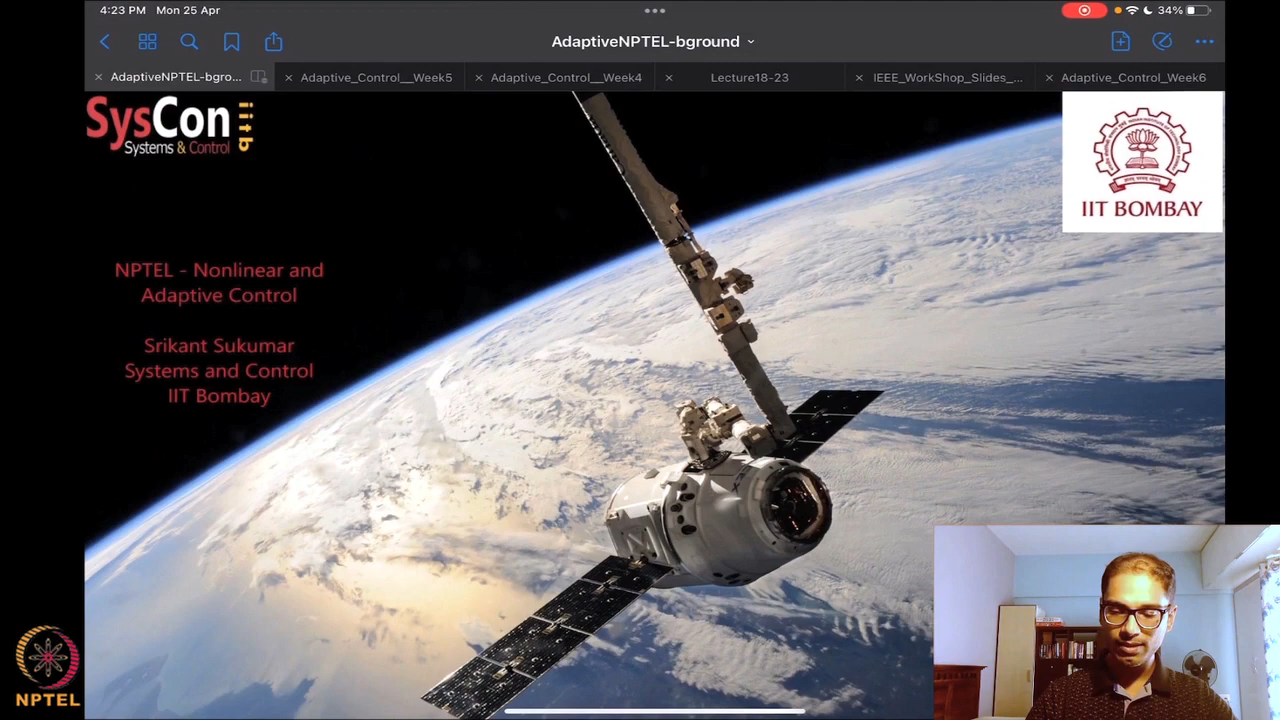 4:23 PM Mon 25 Apr
34%
AdaptiveNPTEL-bground
AdaptiveNPTEL-bgro...
Adaptive_Control__Week5
Adaptive_Control__Week4
Lecture18-23
IEEE_WorkShop_Slides_...
Adaptive_Control_Week6
SysCon
iitb
Systems & Control
IIT BOMBAY
NPTEL - Nonlinear and
Adaptive Control
Srikant Sukumar
Systems and Control
IIT Bombay
NPTEL